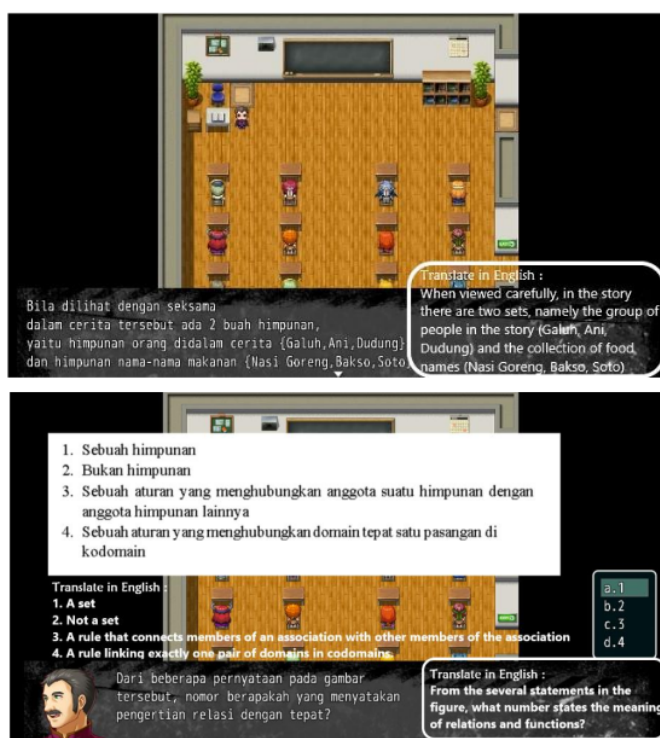 Translate in English :
When viewed carefully, in the story
there are two sets, namely the group of
people in the story (Galuh, Ani,
Dudung) and the collection of food
names (Nasi Goreng, Bakso, Soto)
Bila dilihat dengan seksama
dalam cerita tersebut ada 2 buah himpunan,
yaitu himpunan orang didalam cerita {Galuh,Ani,Dudung}
dan himpunan nama-nama makanan {Nasi Goreng,Bakso,Soto
1. Sebuah himpunan
2. Bukan himpunan
3. Sebuah aturan yang menghubungkan anggota suatu himpunan dengan
anggota himpunan lainnya
4. Sebuah aturan yang menghubungkan domain tepat satu pasangan di
kodomain
Translate in English :
1. A set
2. Not a set
3. A rule that connects members of an association with other members of the association
4. A rule linking exactly one pair of domains in codomains
a.1
b.2
c.3
d.4
Dari beberapa pernyataan pada gambar
tersebut, nomor berapakah yang menyatakan
pengertian relasi dengan tepat?
Translate in English :
From the several statements in the
figure, what number states the meaning
of relations and functions?